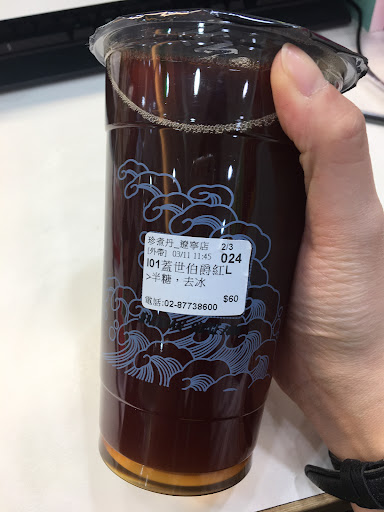 珍煮丹_遼寧店 2/3
[外帶] 03/11 11:45 024
I01蓋世伯爵紅L
>半糖，去冰
$60
電話:02-87738600